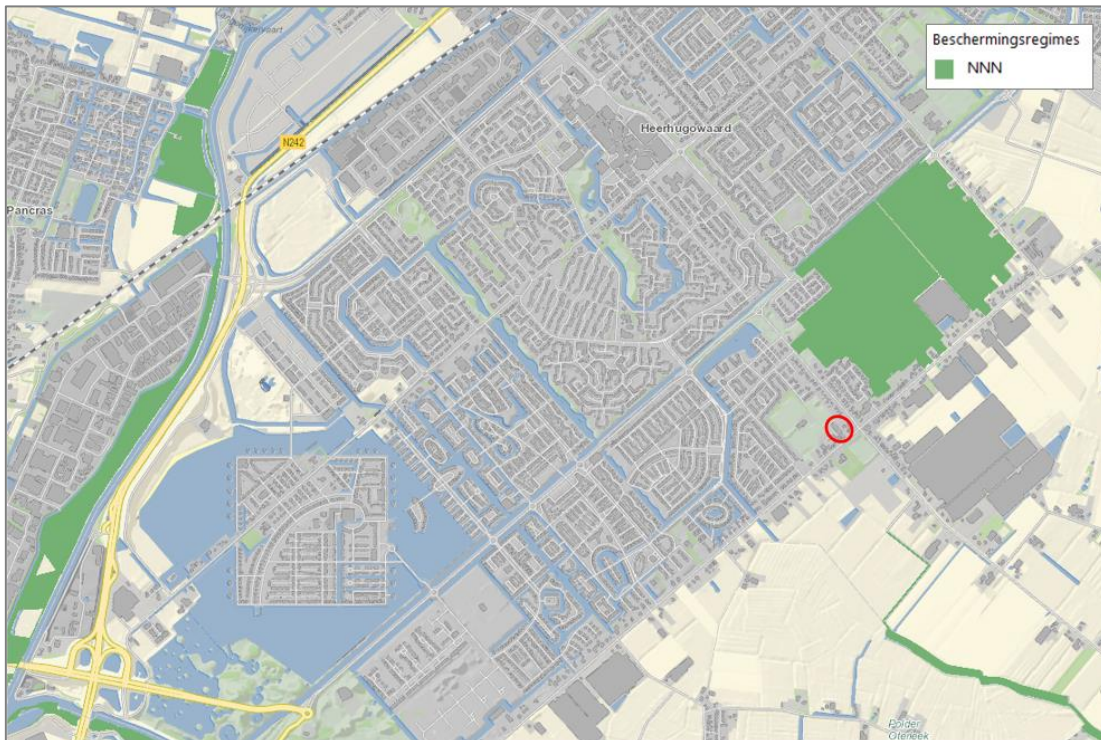 Beschermingsregimes
NNN
Heerhugowaard
N242
Pancras
Polder
Oterleek